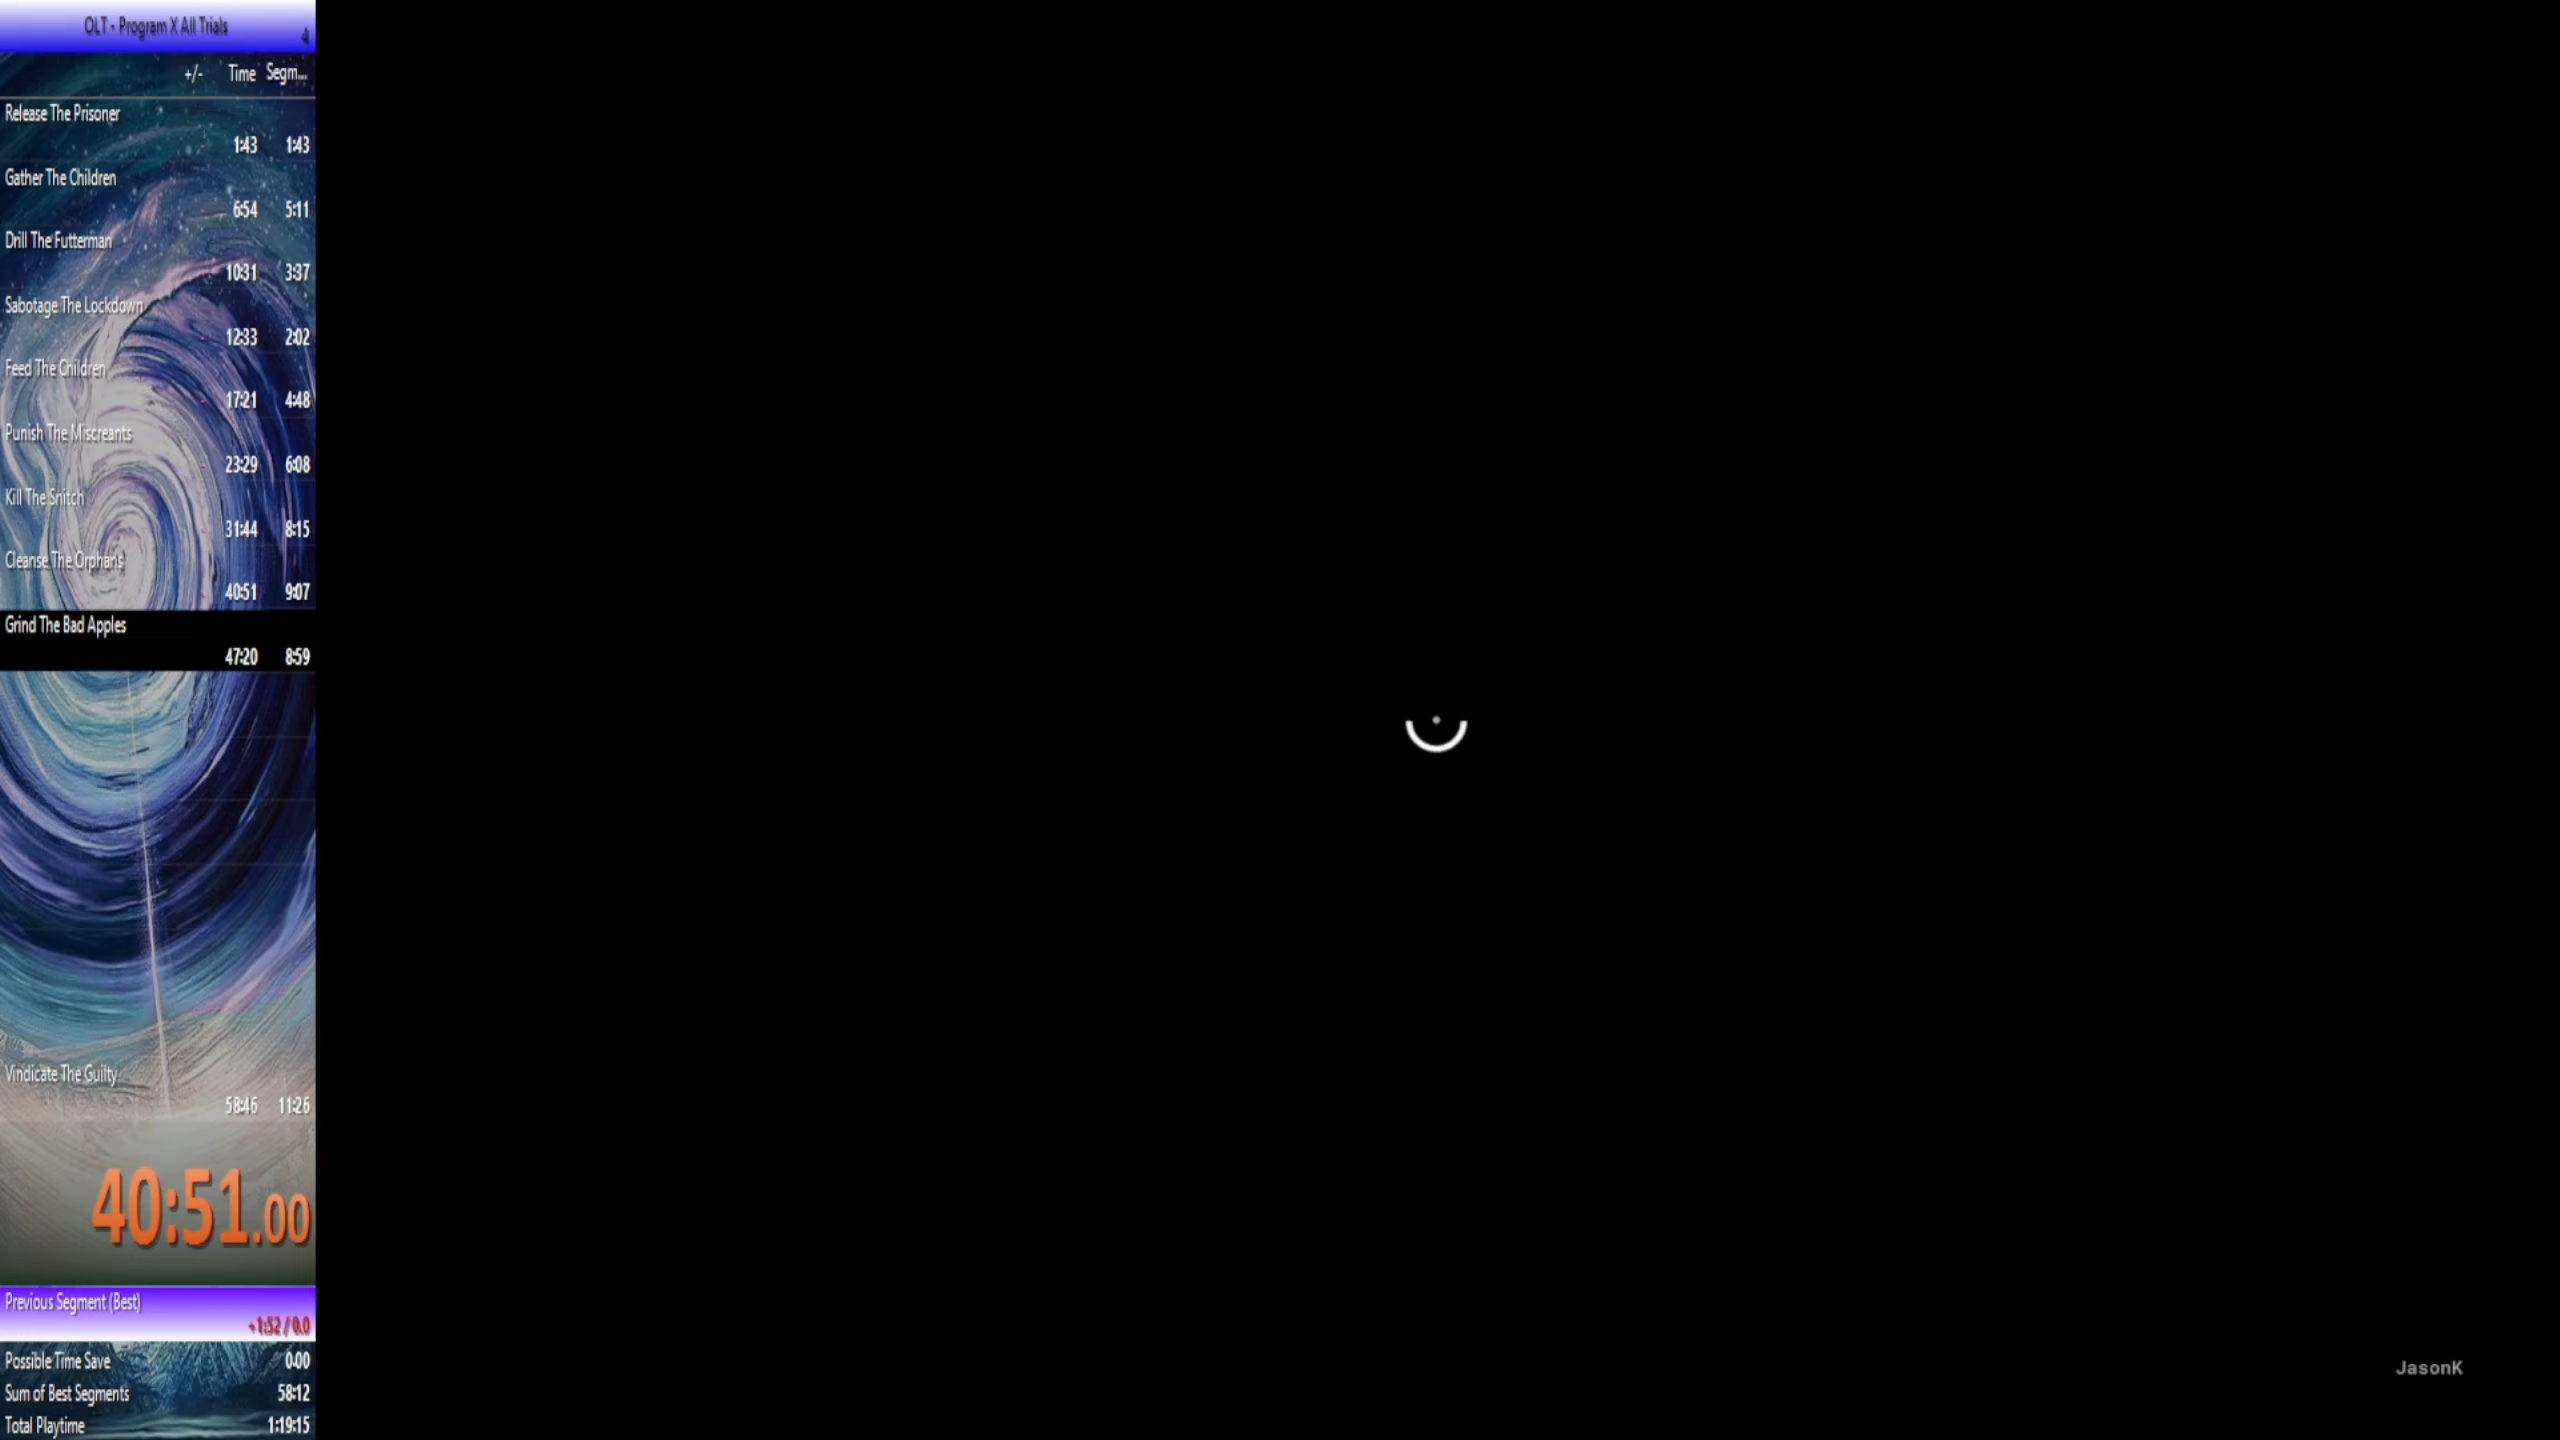 OLT - Program X All Trials
4
+/- Time Segm...
Release The Prisoner
- 1:43 1:43
Gather The Children
- 6:54 5:11
Drill The Futterman
- 10:31 3:37
Sabotage The Lockdown
- 12:33 2:02
Feed The Children
- 17:21 4:48
Punish The Miscreants
- 23:29 6:08
Kill The Snitch
- 31:44 8:15
Cleanse The Orphans
- 40:51 9:07
Grind The Bad Apples
47:20 8:59
Vindicate The Guilty
58:46 11:26
40:51.00
Previous Segment (Best)
+1:52 / 0.0
Possible Time Save 0.00
Sum of Best Segments 58:12
Total Playtime 1:19:15
JasonK